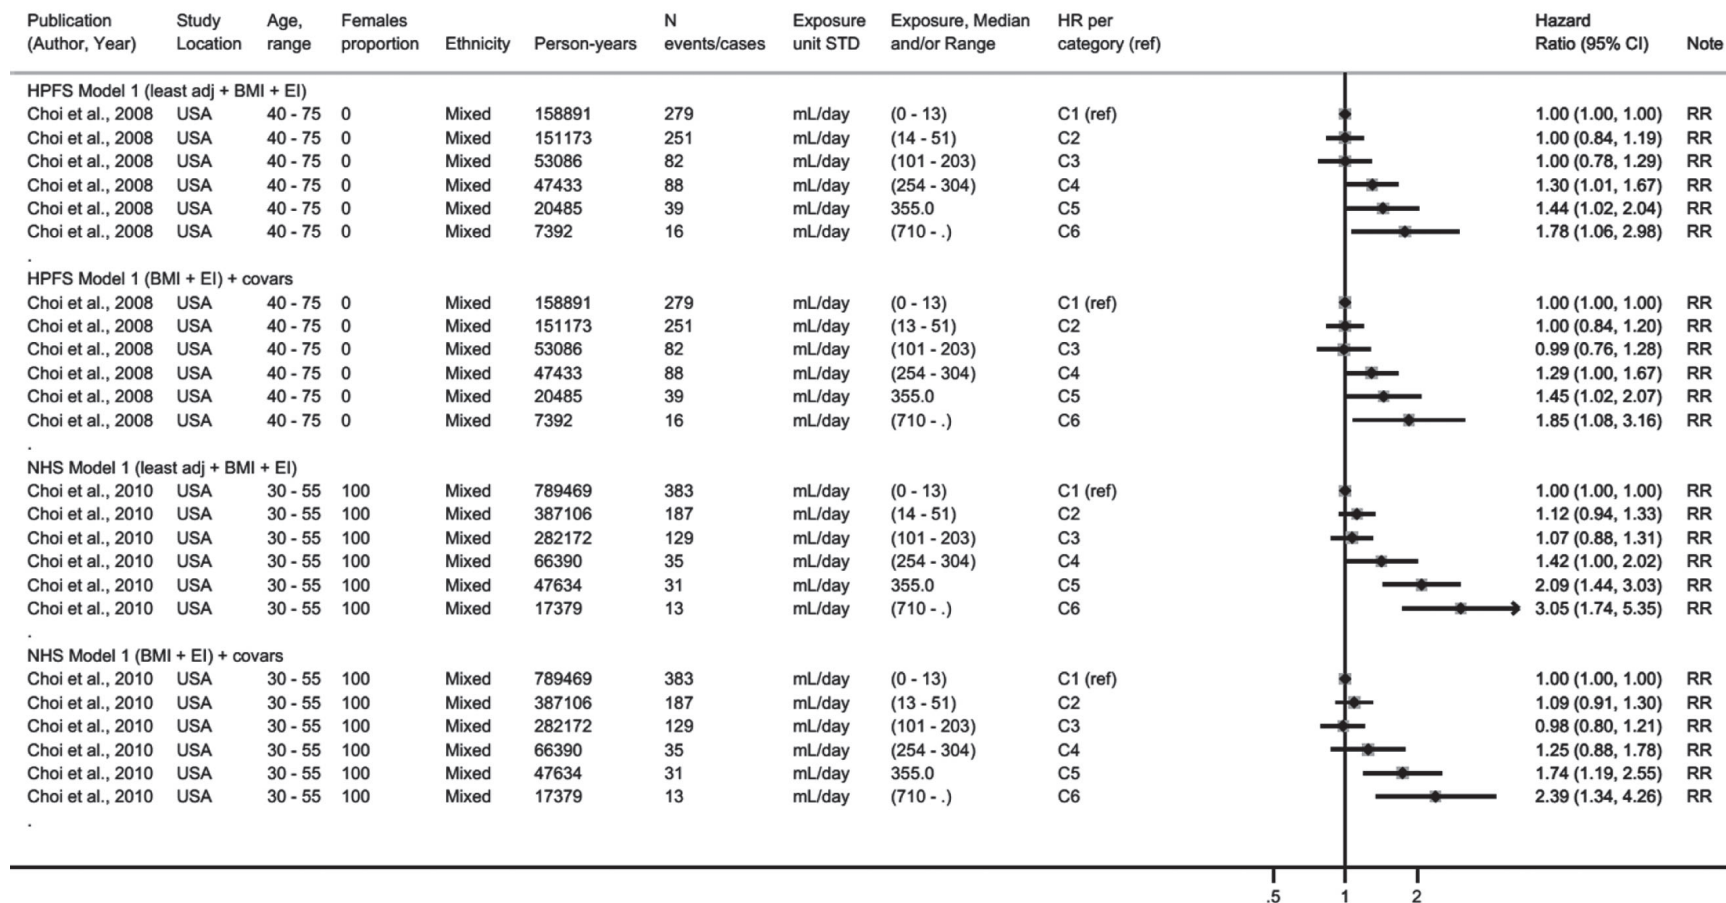 Publication Study Age, Females N Exposure Exposure, Median HR per Hazard
(Author, Year) Location range proportion Ethnicity Person-years events/cases unit STD and/or Range category (ref) Ratio (95% CI) Note
HPFS Model 1 (least adj + BMI + EI)
Choi et al., 2008 USA 40 - 75 0 Mixed 158891 279 mL/day (0 - 13) C1 (ref) 1.00 (1.00, 1.00) RR
Choi et al., 2008 USA 40 - 75 0 Mixed 151173 251 mL/day (14 - 51) C2 1.00 (0.84, 1.19) RR
Choi et al., 2008 USA 40 - 75 0 Mixed 53086 82 mL/day (101 - 203) C3 1.00 (0.78, 1.29) RR
Choi et al., 2008 USA 40 - 75 0 Mixed 47433 88 mL/day (254 - 304) C4 1.30 (1.01, 1.67) RR
Choi et al., 2008 USA 40 - 75 0 Mixed 20485 39 mL/day 355.0 C5 1.44 (1.02, 2.04) RR
Choi et al., 2008 USA 40 - 75 0 Mixed 7392 16 mL/day (710 - .) C6 1.78 (1.06, 2.98) RR
.
HPFS Model 1 (BMI + EI) + covars
Choi et al., 2008 USA 40 - 75 0 Mixed 158891 279 mL/day (0 - 13) C1 (ref) 1.00 (1.00, 1.00) RR
Choi et al., 2008 USA 40 - 75 0 Mixed 151173 251 mL/day (13 - 51) C2 1.00 (0.84, 1.20) RR
Choi et al., 2008 USA 40 - 75 0 Mixed 53086 82 mL/day (101 - 203) C3 0.99 (0.76, 1.28) RR
Choi et al., 2008 USA 40 - 75 0 Mixed 47433 88 mL/day (254 - 304) C4 1.29 (1.00, 1.67) RR
Choi et al., 2008 USA 40 - 75 0 Mixed 20485 39 mL/day 355.0 C5 1.45 (1.02, 2.07) RR
Choi et al., 2008 USA 40 - 75 0 Mixed 7392 16 mL/day (710 - .) C6 1.85 (1.08, 3.16) RR
.
NHS Model 1 (least adj + BMI + EI)
Choi et al., 2010 USA 30 - 55 100 Mixed 789469 383 mL/day (0 - 13) C1 (ref) 1.00 (1.00, 1.00) RR
Choi et al., 2010 USA 30 - 55 100 Mixed 387106 187 mL/day (14 - 51) C2 1.12 (0.94, 1.33) RR
Choi et al., 2010 USA 30 - 55 100 Mixed 282172 129 mL/day (101 - 203) C3 1.07 (0.88, 1.31) RR
Choi et al., 2010 USA 30 - 55 100 Mixed 66390 35 mL/day (254 - 304) C4 1.42 (1.00, 2.02) RR
Choi et al., 2010 USA 30 - 55 100 Mixed 47634 31 mL/day 355.0 C5 2.09 (1.44, 3.03) RR
Choi et al., 2010 USA 30 - 55 100 Mixed 17379 13 mL/day (710 - .) C6 3.05 (1.74, 5.35) RR
.
NHS Model 1 (BMI + EI) + covars
Choi et al., 2010 USA 30 - 55 100 Mixed 789469 383 mL/day (0 - 13) C1 (ref) 1.00 (1.00, 1.00) RR
Choi et al., 2010 USA 30 - 55 100 Mixed 387106 187 mL/day (13 - 51) C2 1.09 (0.91, 1.30) RR
Choi et al., 2010 USA 30 - 55 100 Mixed 282172 129 mL/day (101 - 203) C3 0.98 (0.80, 1.21) RR
Choi et al., 2010 USA 30 - 55 100 Mixed 66390 35 mL/day (254 - 304) C4 1.25 (0.88, 1.78) RR
Choi et al., 2010 USA 30 - 55 100 Mixed 47634 31 mL/day 355.0 C5 1.74 (1.19, 2.55) RR
Choi et al., 2010 USA 30 - 55 100 Mixed 17379 13 mL/day (710 - .) C6 2.39 (1.34, 4.26) RR
.
.5 1 2